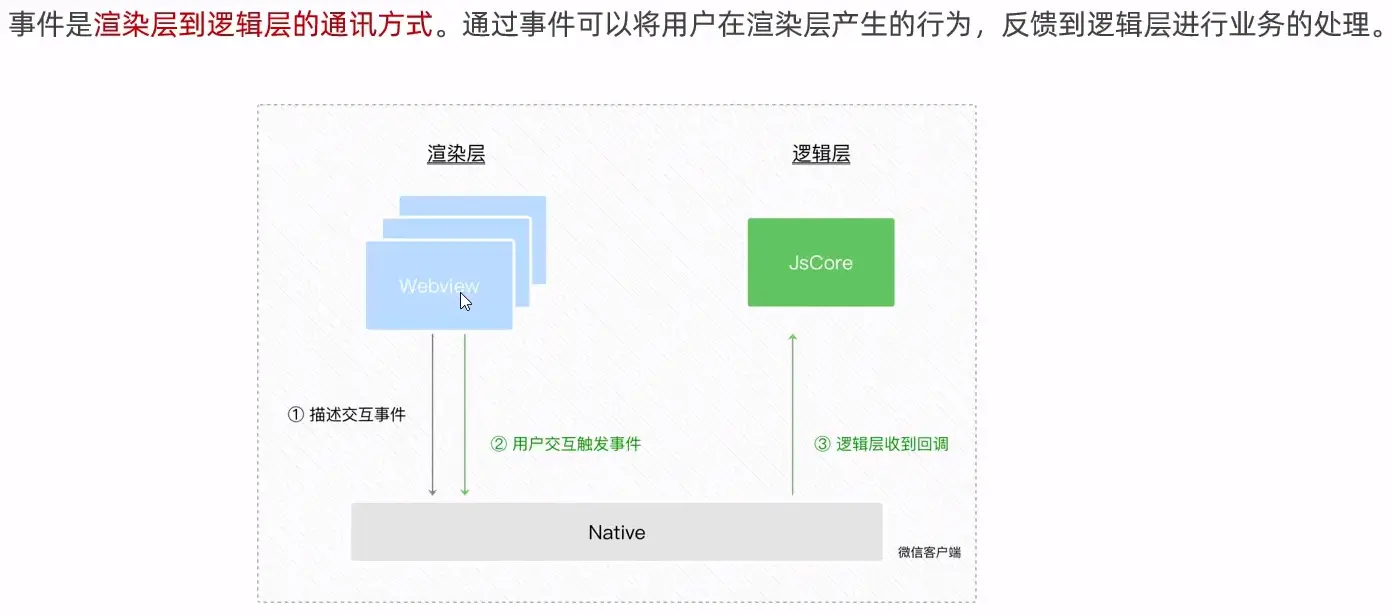 事件是渲染层到逻辑层的通讯方式。通过事件可以将用户在渲染层产生的行为，反馈到逻辑层进行业务的处理。
渲染层
逻辑层
Webview
JsCore
① 描述交互事件
② 用户交互触发事件
③ 逻辑层收到回调
Native
微信客户端